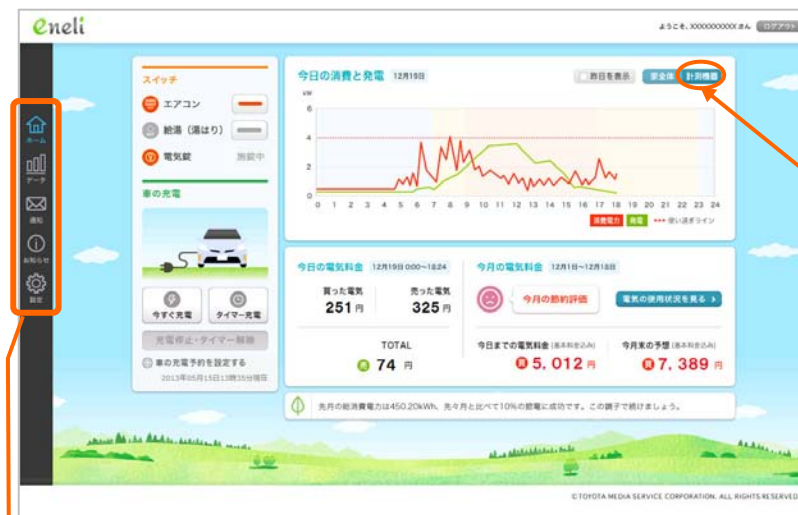 eneli
ようこそ、XXXXXXXXXXさん ログアウト
ホーム
データ
通知
お知らせ
設定
スイッチ
エアコン
給湯（湯はり）
電気錠 施錠中
車の充電
今すぐ充電 タイマー充電
充電停止・タイマー解除
車の充電予約を設定する
2013年05月15日13時35分現在
今日の消費と発電 12月19日 昨日を表示 家全体 計測機器
kW
6
4
2
0
0 1 2 3 4 5 6 7 8 9 10 11 12 13 14 15 16 17 18 19 20 21 22 23 24
消費電力 発電 使い過ぎライン
今日の電気料金 12月19日 0:00〜18:24
買った電気 売った電気
251 円 325 円
TOTAL
売 74 円
今月の電気料金 12月1日〜12月18日
今月の節約評価 電気の使用状況を見る
今日までの電気料金 (基本料金込み) 今月末の予想 (基本料金込み)
買 5,012 円 買 7,389 円
先月の総消費電力は450.20kWh、先々月と比べて10%の節電に成功です。この調子で続けましょう。
© TOYOTA MEDIA SERVICE CORPORATION. ALL RIGHTS RESERVED